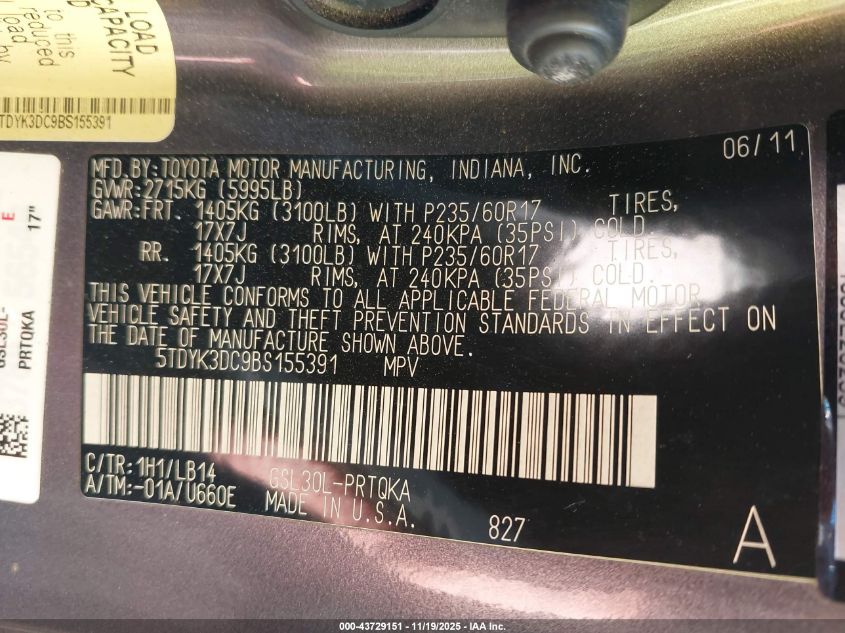 LOAD
CAPACITY
to this
reduced
load
by
TDYK3DC9BS155391
E
17"
GSL30L-
PRTQKA
06/11
MFD.BY:TOYOTA MOTOR MANUFACTURING, INDIANA, INC.
GVWR:2715KG (5995LB)
GAWR:FRT. 1405KG (3100LB) WITH P235/60R17 TIRES,
17X7J RIMS, AT 240KPA (35PSI) COLD.
RR. 1405KG (3100LB) WITH P235/60R17 TIRES,
17X7J RIMS, AT 240KPA (35PSI) COLD.
THIS VEHICLE CONFORMS TO ALL APPLICABLE FEDERAL MOTOR
VEHICLE SAFETY AND THEFT PREVENTION STANDARDS IN EFFECT ON
THE DATE OF MANUFACTURE SHOWN ABOVE.
5TDYK3DC9BS155391 MPV
C/TR:1H1/LB14 GSL30L-PRTQKA
A/TM:-01A/U660E MADE IN U.S.A.
827
A
000-43729151 — 11/19/2025 — IAA Inc.